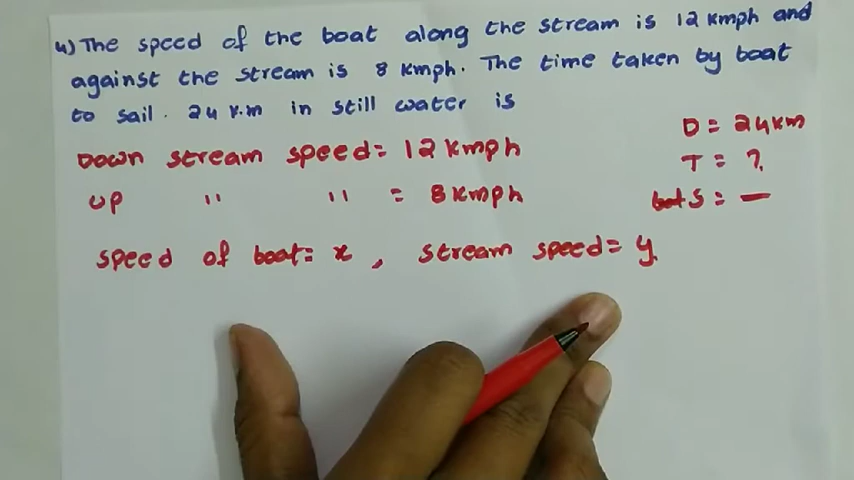 4) The speed of the boat along the stream is 12 kmph and
against the stream is 8 kmph. The time taken by boat
to sail. 24 k.m in still water is
D = 24km
Down stream speed = 12 kmph
T = ?
up " " = 8 kmph
boat S = —
speed of boat = x , stream speed = y.